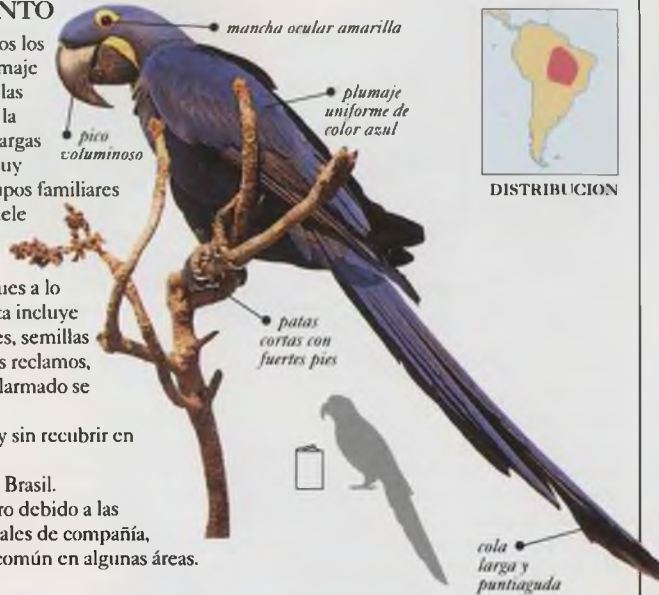 NTO
os los
maje
las
la
argas
uy
pos familiares
ele
ues a lo
ta incluye
es, semillas
s reclamos,
larmado se
y sin recubrir en
Brasil.
ro debido a las
ales de compañía,
común en algunas áreas.
mancha ocular amarilla
plumaje
uniforme de
color azul
pico
voluminoso
patas
cortas con
fuertes pies
cola
larga y
puntiaguda
DISTRIBUCION